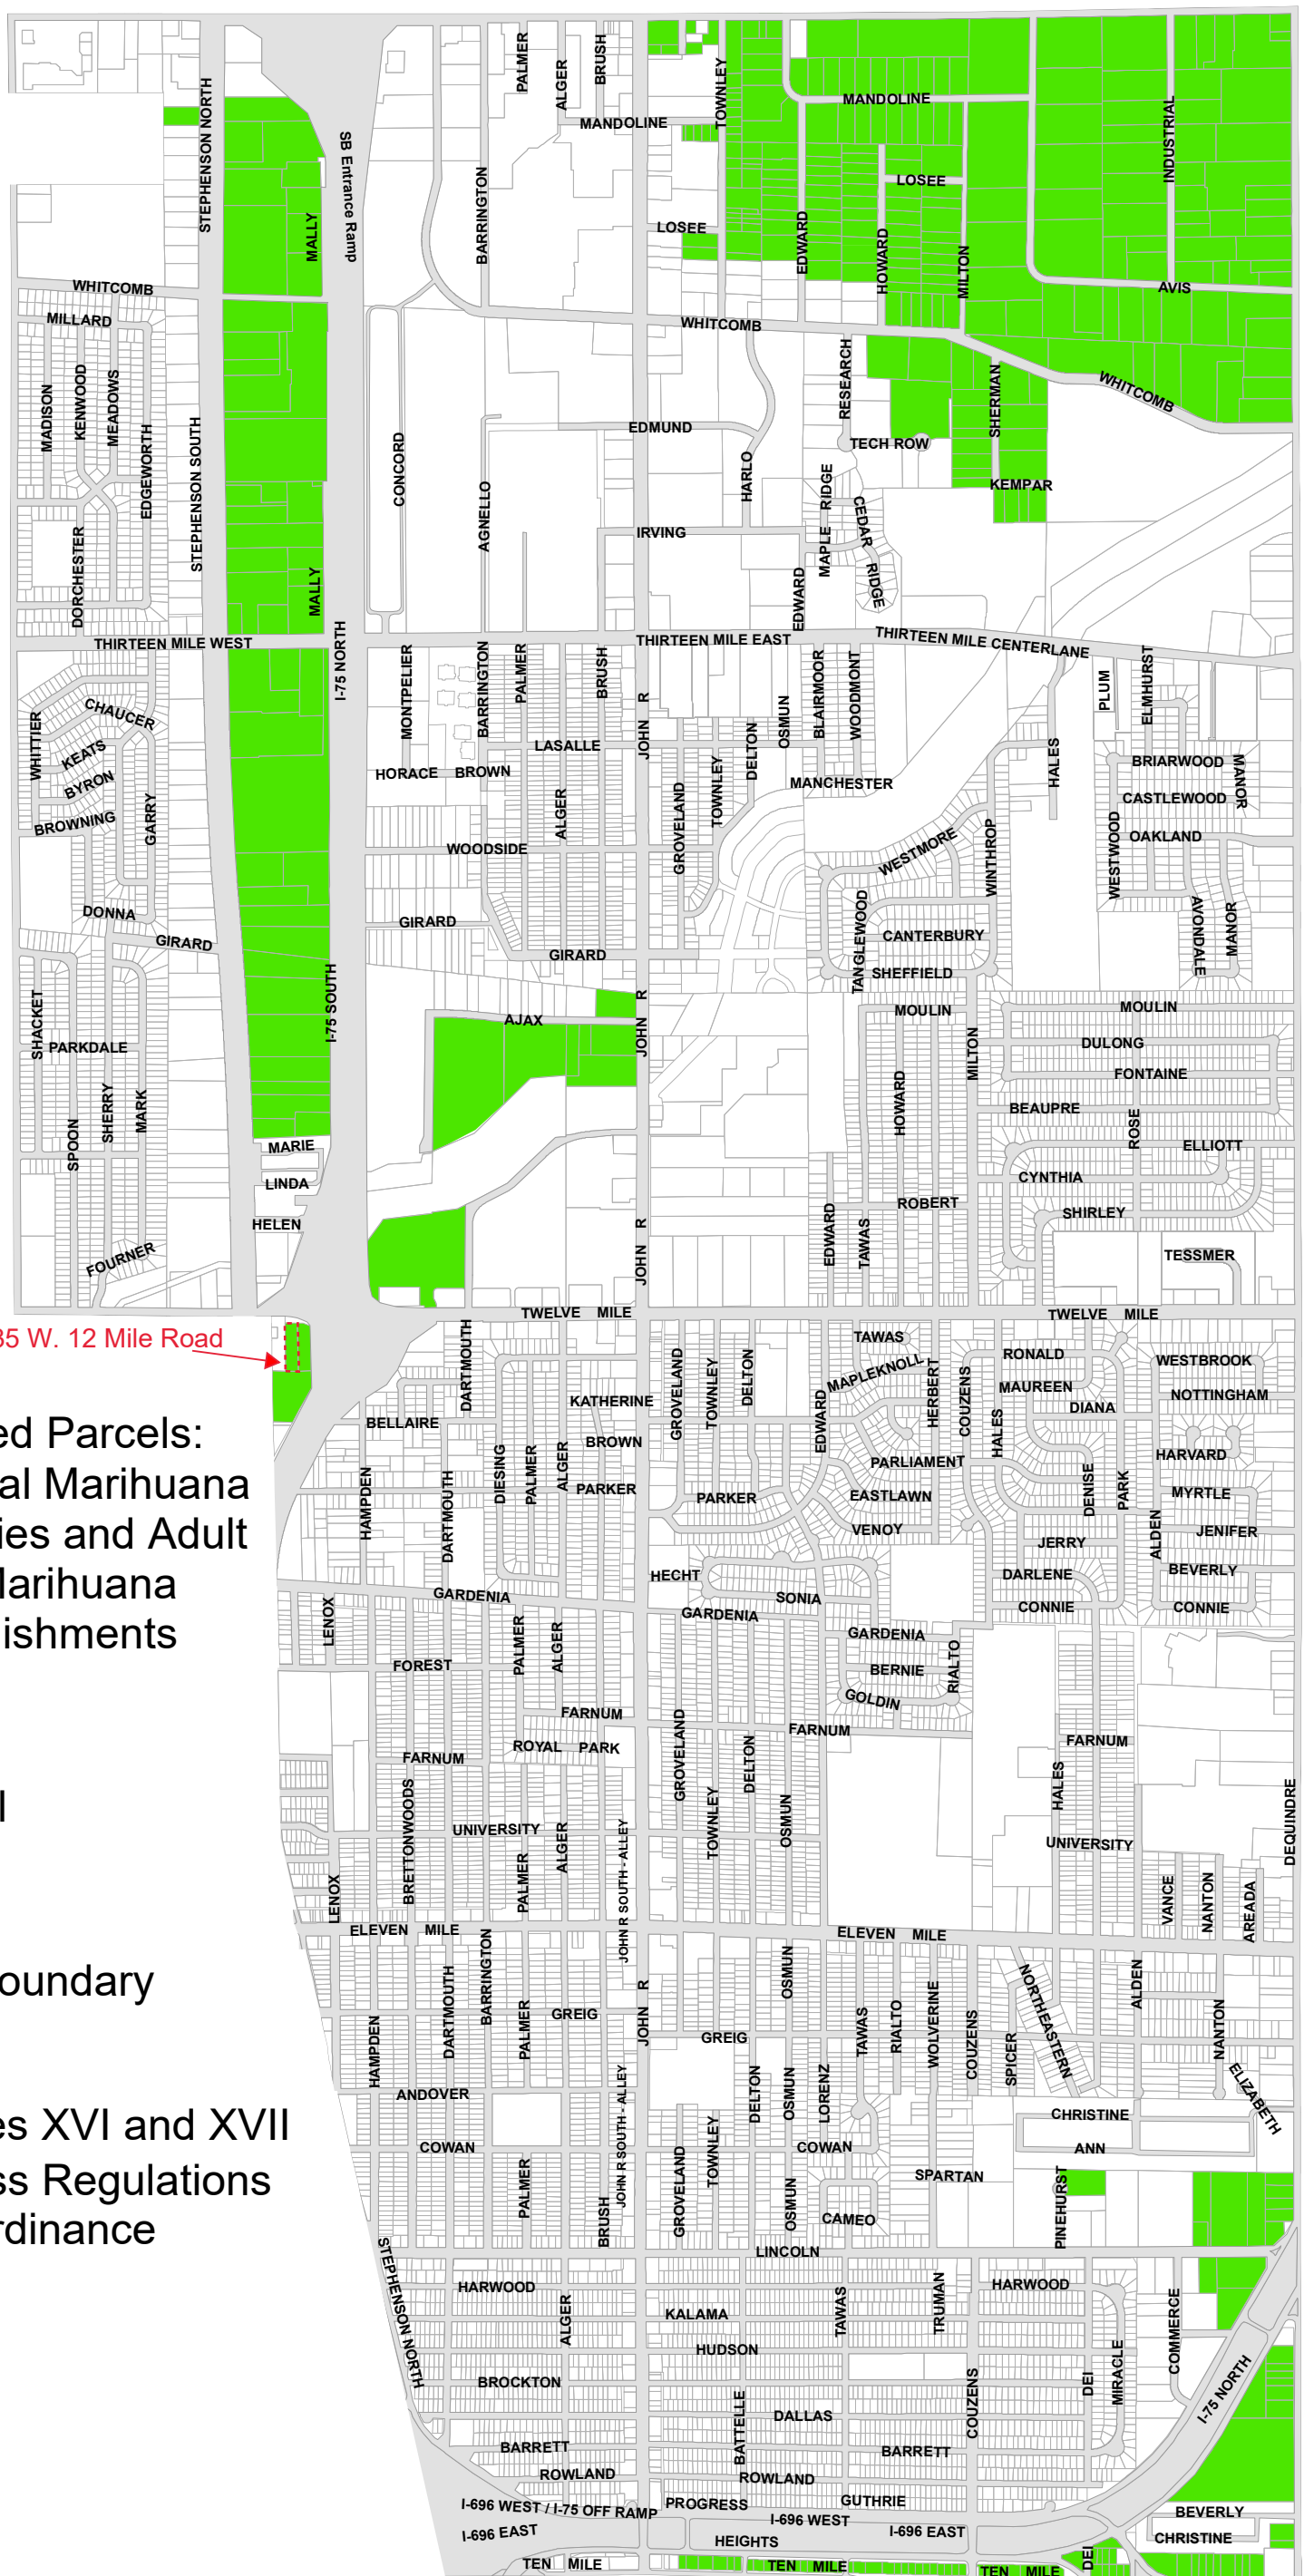 STEPHENSON NORTH
SB Entrance Ramp
MALLY
BARRINGTON
PALMER
ALGER
BRUSH
MANDOLINE
TOWNLEY
MANDOLINE
INDUSTRIAL
LOSEE
LOSEE
EDWARD
HOWARD
MILTON
AVIS
WHITCOMB
MILLARD
WHITCOMB
WHITCOMB
MADISON
KENWOOD
MEADOWS
EDGEWORTH
STEPHENSON SOUTH
CONCORD
AGNELLO
EDMUND
HARLO
RESEARCH
TECH ROW
SHERMAN
KEMPAR
IRVING
MAPLE RIDGE
CEDAR RIDGE
EDWARD
DORCHESTER
MALLY
THIRTEEN MILE WEST
I-75 NORTH
THIRTEEN MILE EAST
THIRTEEN MILE CENTERLANE
MONTPELIER
BARRINGTON
PALMER
BRUSH
JOHN R
OSMUN
BLAIRMOOR
WOODMONT
PLUM
ELMHURST
WHITTIER
CHAUCER
KEATS
BYRON
BROWNING
GARRY
LASALLE
HORACE BROWN
ALGER
WOODSIDE
GROVELAND
TOWNLEY
DELTON
MANCHESTER
HALES
BRIARWOOD
MANOR
CASTLEWOOD
OAKLAND
WESTMORE
WINTHROP
WESTWOOD
DONNA
GIRARD
GIRARD
GIRARD
TANGLEWOOD
CANTERBURY
SHEFFIELD
AVONDALE
MANOR
I-75 SOUTH
SHACKET
PARKDALE
SPOON
SHERRY
MARK
AJAX
JOHN R
MOULIN
MOULIN
MILTON
DULONG
FONTAINE
HOWARD
BEAUPRE
ROSE
ELLIOTT
MARIE
LINDA
HELEN
CYNTHIA
ROBERT
SHIRLEY
FOURNER
JOHN R
EDWARD
TAWAS
TESSMER
TWELVE MILE
TWELVE MILE
35 W. 12 Mile Road
DARTMOUTH
GROVELAND
TOWNLEY
DELTON
TAWAS
MAPLEKNOLL
HERBERT
COUZENS
HALES
RONALD
MAUREEN
DIANA
WESTBROOK
NOTTINGHAM
KATHERINE
BELLAIRE
BROWN
EDWARD
HARVARD
ed Parcels:
al Marihuana
ies and Adult
Marihuana
ishments
HAMPDEN
DARTMOUTH
DIESING
PALMER
ALGER
PARKER
PARKER
PARLIAMENT
EASTLAWN
VENOY
DENISE
PARK
MYRTLE
ALDEN
JENIFER
JERRY
BEVERLY
HECHT
SONIA
DARLENE
CONNIE
CONNIE
GARDENIA
GARDENIA
GARDENIA
LENOX
PALMER
ALGER
FOREST
BERNIE
RIALTO
GOLDIN
FARNUM
FARNUM
FARNUM
FARNUM
ROYAL PARK
GROVELAND
TOWNLEY
DELTON
OSMUN
HALES
DEQUINDRE
l
BRETTONWOODS
UNIVERSITY
PALMER
ALGER
JOHN R SOUTH - ALLEY
UNIVERSITY
LENOX
VANCE
NANTON
AREADA
ELEVEN MILE
ELEVEN MILE
oundary
HAMPDEN
DARTMOUTH
BARRINGTON
PALMER
GREIG
JOHN R
GREIG
OSMUN
TAWAS
RIALTO
WOLVERINE
COUZENS
SPICER
NORTHEASTERN
ALDEN
NANTON
ELIZABETH
ANDOVER
JOHN R SOUTH - ALLEY
DELTON
OSMUN
LORENZ
CHRISTINE
ANN
es XVI and XVII
ss Regulations
rdinance
COWAN
PALMER
BRUSH
GROVELAND
TOWNLEY
COWAN
OSMUN
CAMEO
SPARTAN
PINEHURST
LINCOLN
STEPHENSON NORTH
HARWOOD
ALGER
KALAMA
TAWAS
TRUMAN
HARWOOD
COMMERCE
HUDSON
BROCKTON
BATTELLE
DALLAS
COUZENS
DEI
MIRACLE
I-75 NORTH
BARRETT
BARRETT
ROWLAND
ROWLAND
I-696 WEST / I-75 OFF RAMP
PROGRESS
GUTHRIE
I-696 WEST
I-696 EAST
I-696 EAST
HEIGHTS
BEVERLY
CHRISTINE
TEN MILE
TEN MILE
TEN MILE
DEI